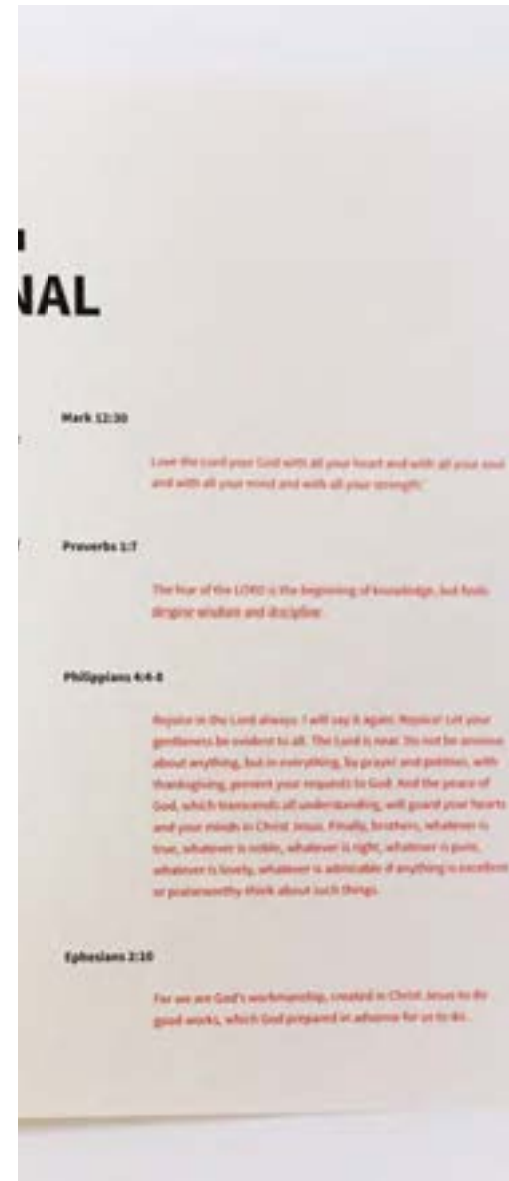 NAL
Mark 12:30
Love the Lord your God with all your heart and with all your soul
and with all your mind and with all your strength.'
Proverbs 1:7
The fear of the LORD is the beginning of knowledge, but fools
despise wisdom and discipline.
Philippians 4:4-8
Rejoice in the Lord always. I will say it again: Rejoice! Let your
gentleness be evident to all. The Lord is near. Do not be anxious
about anything, but in everything, by prayer and petition, with
thanksgiving, present your requests to God. And the peace of
God, which transcends all understanding, will guard your hearts
and your minds in Christ Jesus. Finally, brothers, whatever is
true, whatever is noble, whatever is right, whatever is pure,
whatever is lovely, whatever is admirable if anything is excellent
or praiseworthy think about such things.
Ephesians 2:10
For we are God's workmanship, created in Christ Jesus to do
good works, which God prepared in advance for us to do.